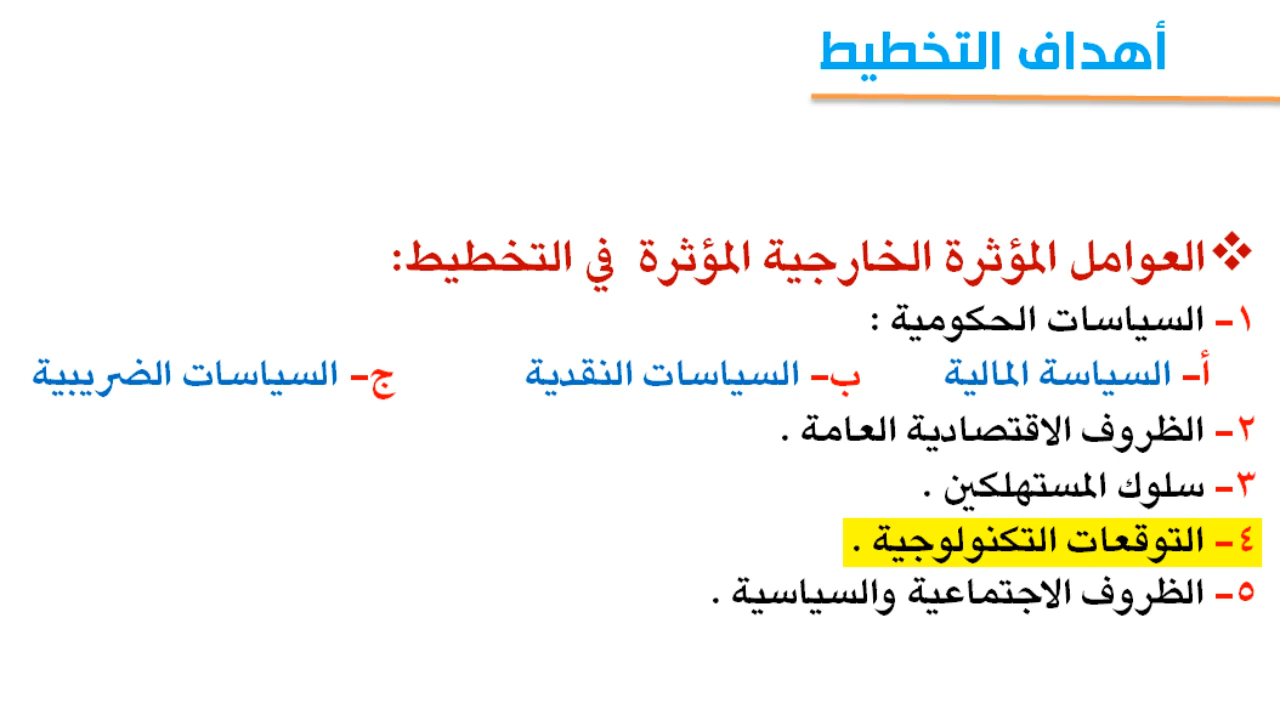 أهداف التخطيط
❖العوامل المؤثرة الخارجية المؤثرة في التخطيط:
١- السياسات الحكومية :
أ- السياسة المالية ب- السياسات النقدية ج- السياسات الضريبية
٢- الظروف الاقتصادية العامة .
٣- سلوك المستهلكين .
٤- التوقعات التكنولوجية .
٥- الظروف الاجتماعية والسياسية .